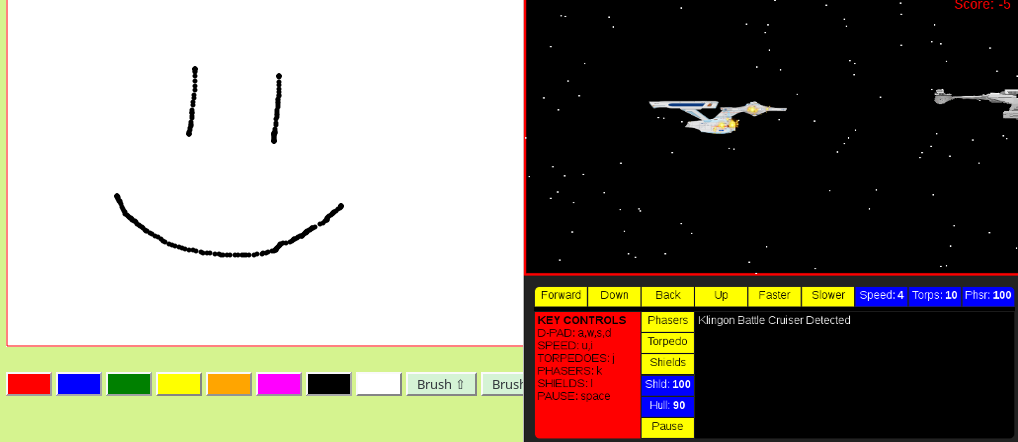 Score: -5
Forward Down Back Up Faster Slower Speed: 4 Torps: 10 Phsr: 100
KEY CONTROLS
D-PAD: a,w,s,d
SPEED: u,i
TORPEDOES: j
PHASERS: k
SHIELDS: l
PAUSE: space
Phasers
Torpedo
Shields
Shld: 100
Hull: 90
Pause
Klingon Battle Cruiser Detected
Brush ⇧
Brush